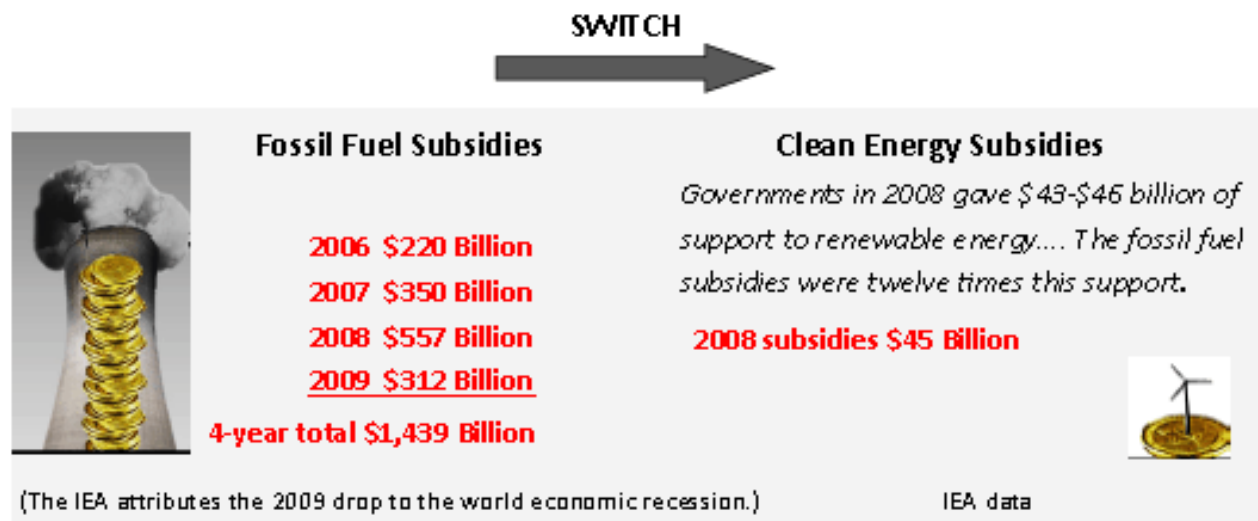 SWITCH
Fossil Fuel Subsidies
2006 $220 Billion
2007 $350 Billion
2008 $557 Billion
2009 $312 Billion
4-year total $1,439 Billion
Clean Energy Subsidies
Governments in 2008 gave $43-$46 billion of
support to renewable energy.... The fossil fuel
subsidies were twelve times this support.
2008 subsidies $45 Billion
(The IEA attributes the 2009 drop to the world economic recession.)
IEA data